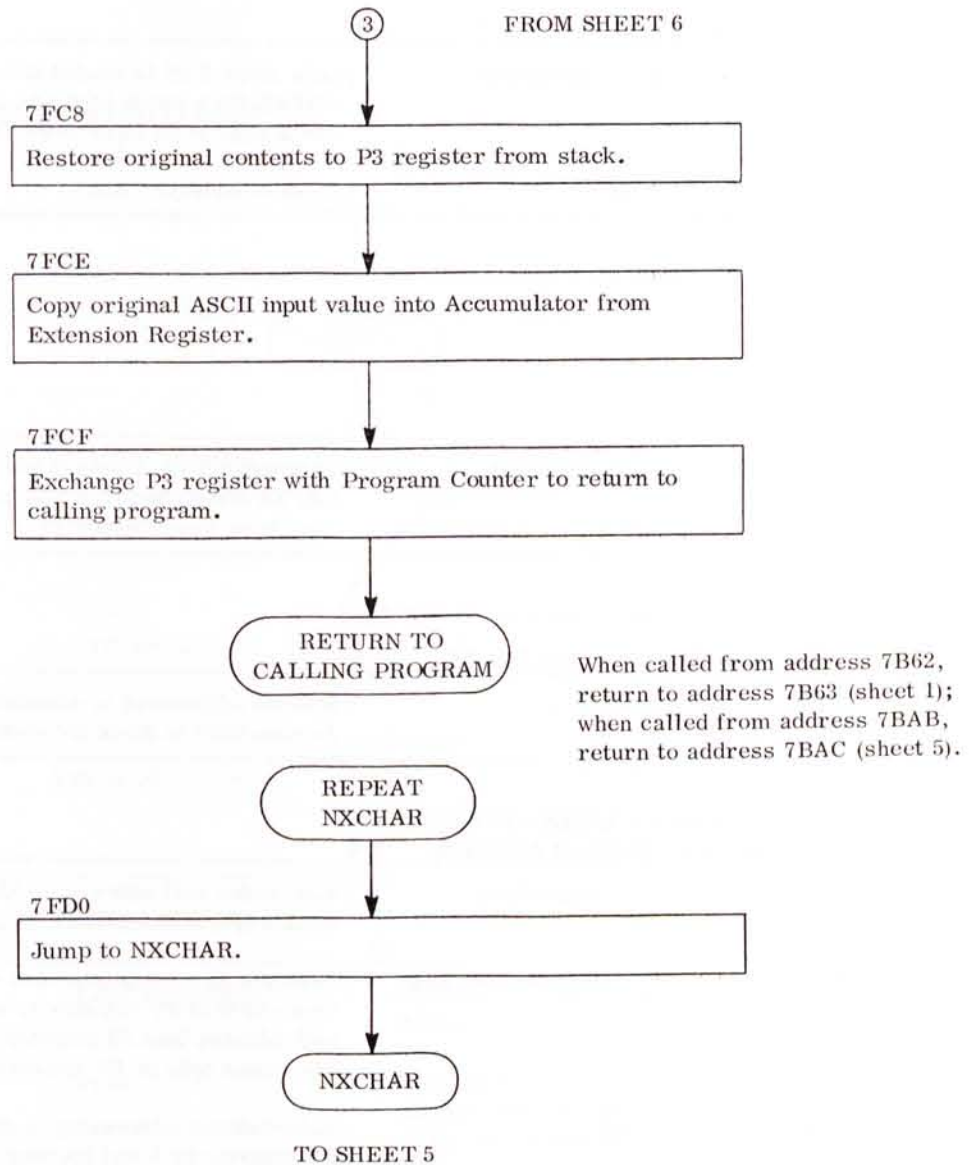 3 FROM SHEET 6
7FC8
Restore original contents to P3 register from stack.
7FCE
Copy original ASCII input value into Accumulator from
Extension Register.
7FCF
Exchange P3 register with Program Counter to return to
calling program.
RETURN TO
CALLING PROGRAM
When called from address 7B62,
return to address 7B63 (sheet 1);
when called from address 7BAB,
return to address 7BAC (sheet 5).
REPEAT
NXCHAR
7FD0
Jump to NXCHAR.
NXCHAR
TO SHEET 5